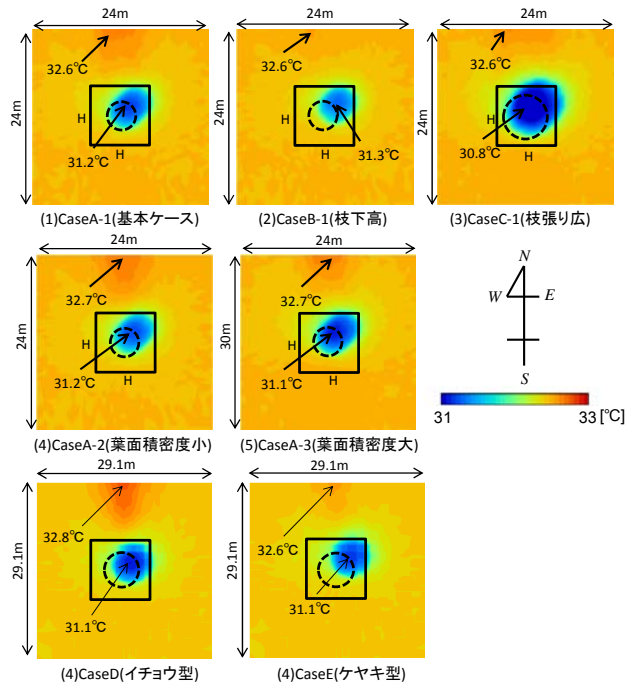 24m
24m
24m
24m
32.6℃
H
H
31.2℃
24m
32.6℃
H
H
31.3℃
24m
32.6℃
H
H
30.8℃
(1)CaseA-1(基本ケース)
(2)CaseB-1(枝下高)
(3)CaseC-1(枝張り広)
24m
24m
24m
32.7℃
H
H
31.2℃
30m
32.7℃
H
H
31.1℃
N
W
E
S
31
33 [℃]
(4)CaseA-2(葉面積密度小)
(5)CaseA-3(葉面積密度大)
29.1m
29.1m
29.1m
32.8℃
31.1℃
29.1m
32.6℃
31.1℃
(4)CaseD(イチョウ型)
(4)CaseE(ケヤキ型)